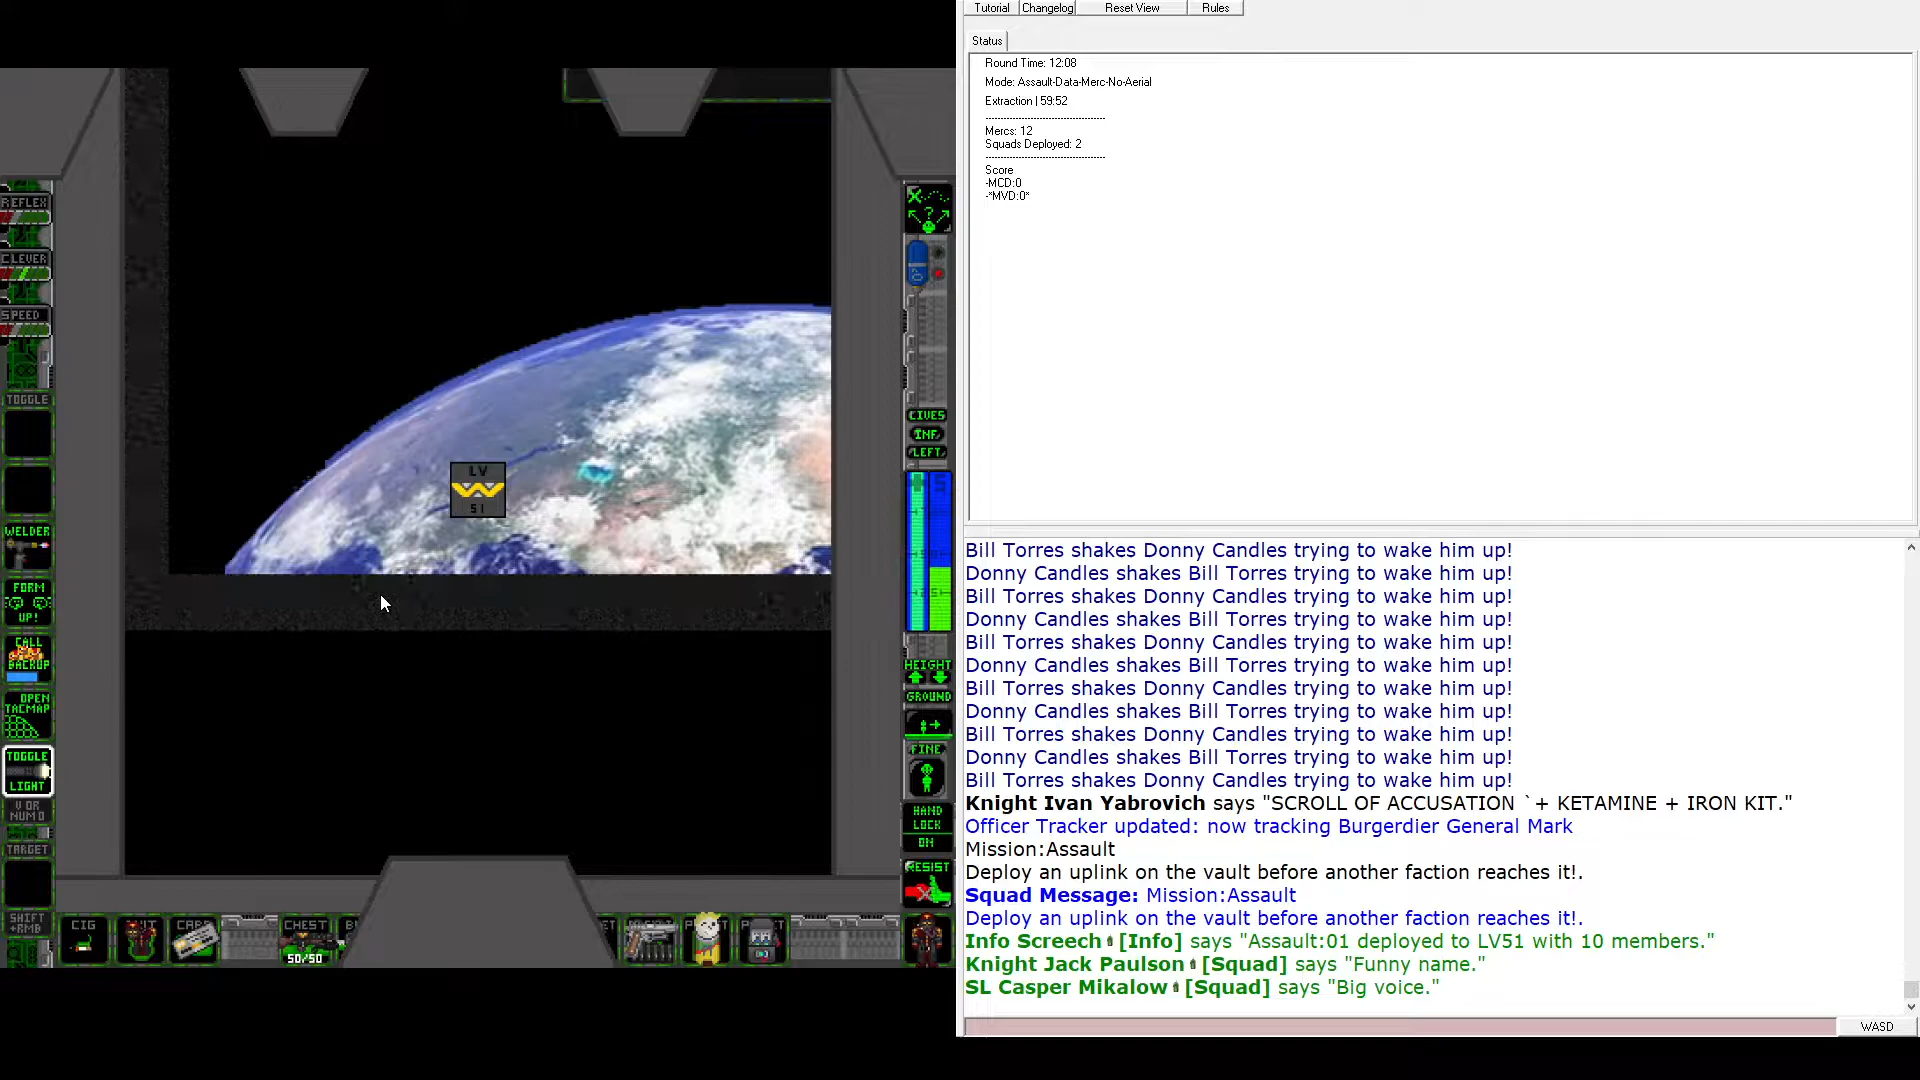 Tutorial
Changelog
Reset View
Rules
Status
Round Time: 12:08
Mode: Assault-Data-Merc-No-Aerial
Extraction | 59:52
Mercs: 12
Squads Deployed: 2
Score
-MCD:0
-*MVD:0*
REFLEX
CLEVER
SPEED
TOGGLE
WELDER
FORM
UP!
CALL
BACKUP
OPEN
TACMAP
TOGGLE
LIGHT
V OR
NUM0
TARGET
SHIFT
+RMD
LV
51
CIVES
INF
LEFT
HEIGHT
GROUND
FINE
HAND
LOCK
ON
RESIST
CIG
CHEST
50/50
Bill Torres shakes Donny Candles trying to wake him up!
Donny Candles shakes Bill Torres trying to wake him up!
Bill Torres shakes Donny Candles trying to wake him up!
Donny Candles shakes Bill Torres trying to wake him up!
Bill Torres shakes Donny Candles trying to wake him up!
Donny Candles shakes Bill Torres trying to wake him up!
Bill Torres shakes Donny Candles trying to wake him up!
Donny Candles shakes Bill Torres trying to wake him up!
Bill Torres shakes Donny Candles trying to wake him up!
Donny Candles shakes Bill Torres trying to wake him up!
Bill Torres shakes Donny Candles trying to wake him up!
Knight Ivan Yabrovich says "SCROLL OF ACCUSATION `+ KETAMINE + IRON KIT."
Officer Tracker updated: now tracking Burgerdier General Mark
Mission:Assault
Deploy an uplink on the vault before another faction reaches it!.
Squad Message: Mission:Assault
Deploy an uplink on the vault before another faction reaches it!.
Info Screech [Info] says "Assault:01 deployed to LV51 with 10 members."
Knight Jack Paulson [Squad] says "Funny name."
SL Casper Mikalow [Squad] says "Big voice."
WASD